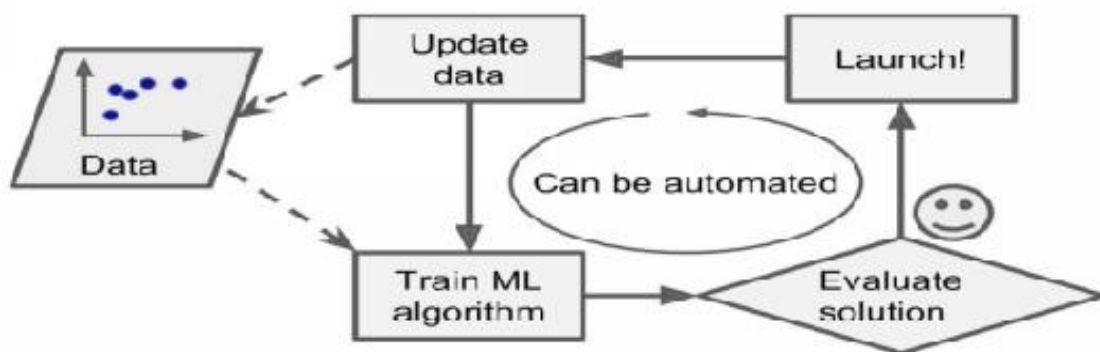 Update
data
Launch!
Data
Can be automated
Train ML
algorithm
Evaluate
solution